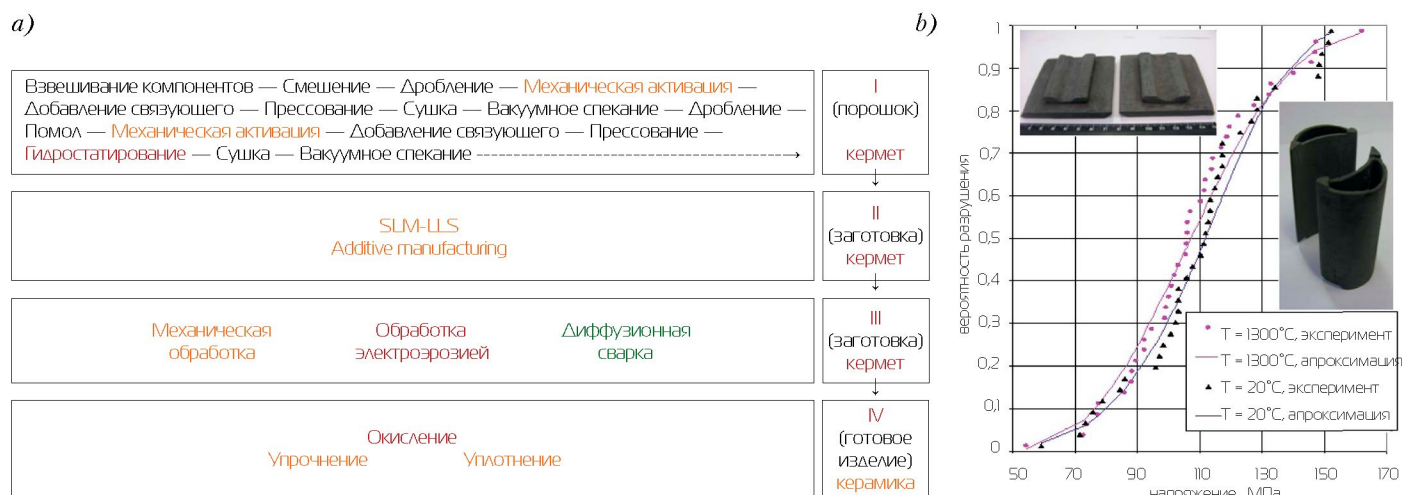 a)
Взвешивание компонентов — Смешение — Дробление — Механическая активация —
Добавление связующего — Прессование — Сушка — Вакуумное спекание — Дробление —
Помол — Механическая активация — Добавление связующего — Прессование —
Гидростатирование — Сушка — Вакуумное спекание
I
(порошок)
кермет
SLM-LLS
Additive manufacturing
II
(заготовка)
кермет
Механическая
обработка
Обработка
электроэрозией
Диффузионная
сварка
III
(заготовка)
кермет
Окисление
Упрочнение
Уплотнение
IV
(готовое
изделие)
керамика
b)
вероятность разрушения
1
0,9
0,8
0,7
0,6
0,5
0,4
0,3
0,2
0,1
0
50
70
90
110
130
150
170
напряжение, МПа
T = 1300°C, эксперимент
T = 1300°C, апроксимация
T = 20°C, эксперимент
T = 20°C, апроксимация